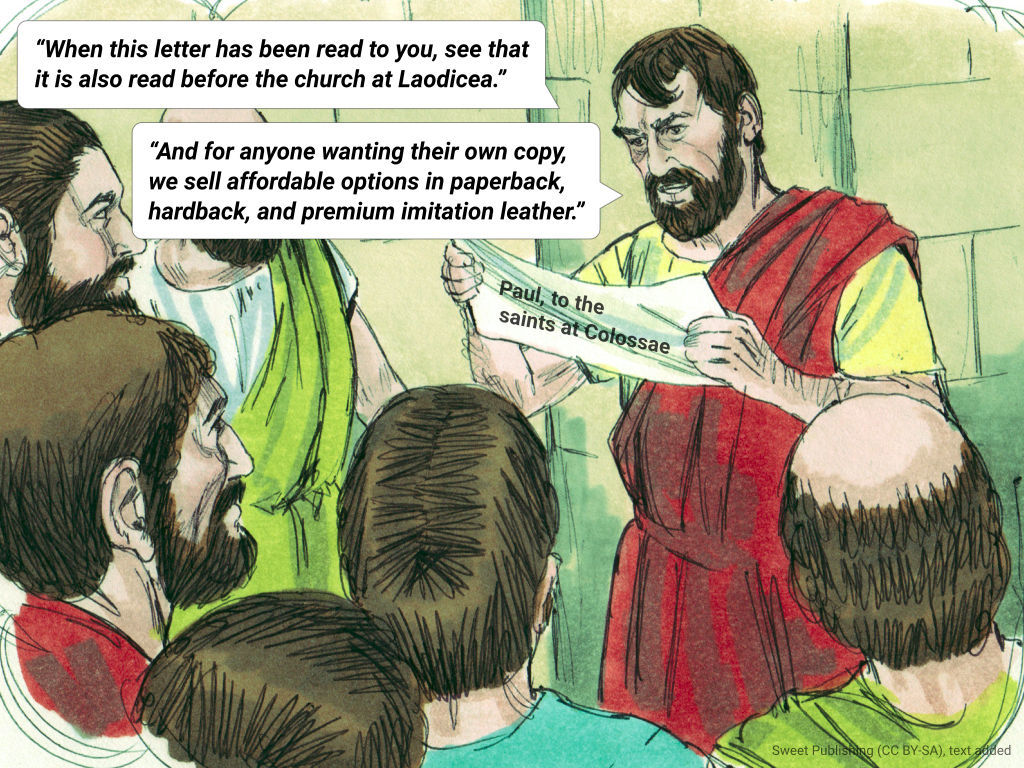 “When this letter has been read to you, see that
it is also read before the church at Laodicea.”
“And for anyone wanting their own copy,
we sell affordable options in paperback,
hardback, and premium imitation leather.”
Paul, to the
saints at Colossae
Sweet Publishing (CC BY-SA), text added